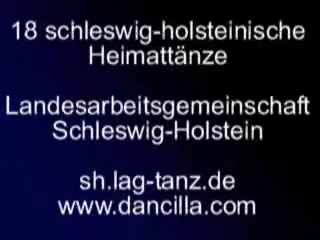 18 schleswig-holsteinische
Heimattänze
Landesarbeitsgemeinschaft
Schleswig-Holstein
sh.lag-tanz.de
www.dancilla.com